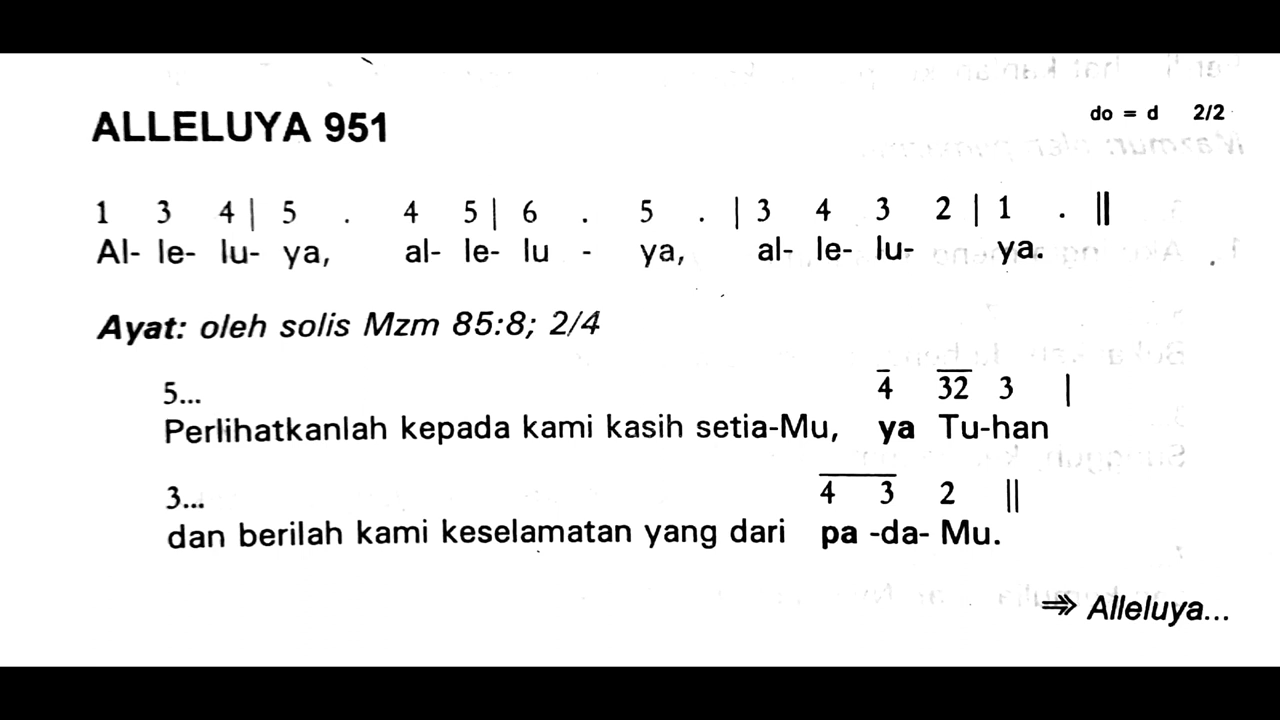 ALLELUYA 951
do = d 2/2
1 3 4 | 5 . 4 5 | 6 . 5 . | 3 4 3 2 | 1 . ||
Al- le- lu- ya, al- le- lu - ya, al- le- lu- ya.
Ayat: oleh solis Mzm 85:8; 2/4
5... 4 32 3 |
Perlihatkanlah kepada kami kasih setia-Mu, ya Tu-han
3... 4 3 2 ||
dan berilah kami keselamatan yang dari pa -da- Mu.
⇒ Alleluya...